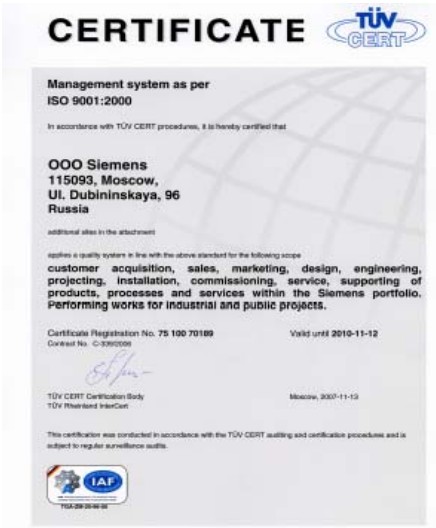 CERTIFICATE
TÜV
CERT
Management system as per
ISO 9001:2000
In accordance with TÜV CERT procedures, it is hereby certified that
OOO Siemens
115093, Moscow,
Ul. Dubininskaya, 96
Russia
additional sites in the attachment
applies a quality system in line with the above standard for the following scope
customer acquisition, sales, marketing, design, engineering,
projecting, installation, commissioning, service, supporting of
products, processes and services within the Siemens portfolio.
Performing works for industrial and public projects.
Certificate Registration No. 75 100 70189
Valid until 2010-11-12
Contract No.
TÜV CERT Certification Body
Moscow, 2007-11-13
TÜV Rheinland InterCert
This certification was conducted in accordance with the TÜV CERT auditing and certification procedures and is
subject to regular surveillance audits.
IAF